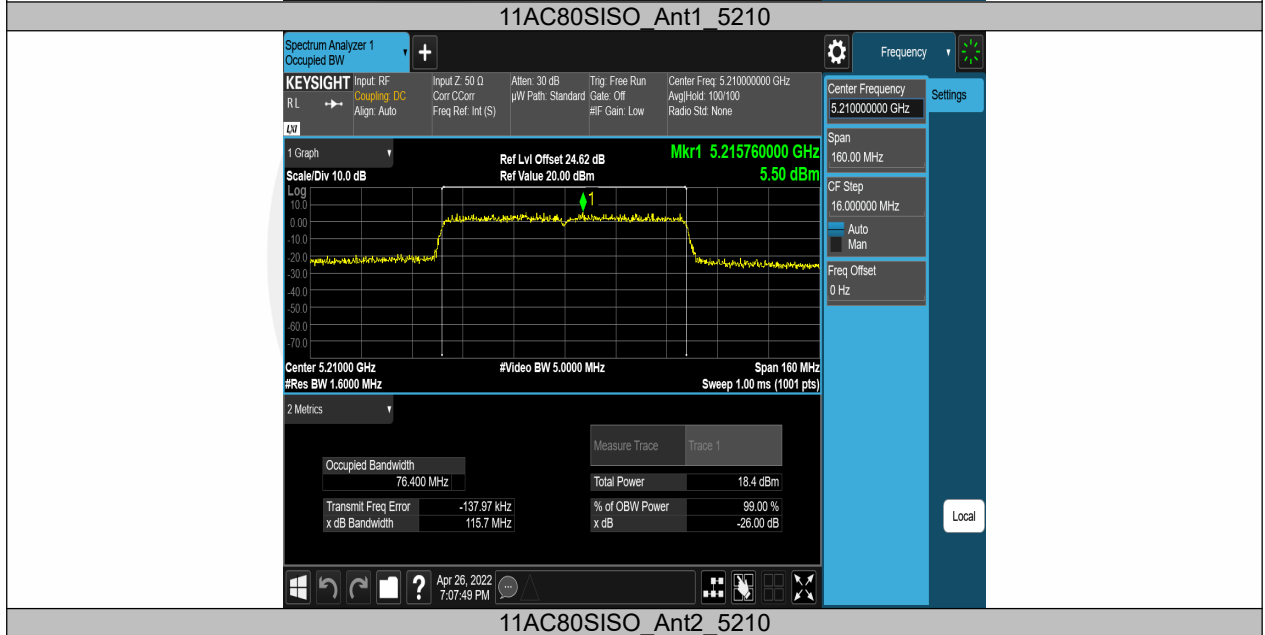 11AC80SISO_Ant1_5210
Spectrum Analyzer 1
Occupied BW
+
Frequency
KEYSIGHT
RL
LXI
Input: RF
Coupling: DC
Align: Auto
Input Z: 50 Ω
Corr CCorr
Freq Ref: Int (S)
Atten: 30 dB
µW Path: Standard
Trig: Free Run
Gate: Off
#IF Gain: Low
Center Freq: 5.210000000 GHz
Avg|Hold: 100/100
Radio Std: None
Center Frequency
5.210000000 GHz
Settings
Span
160.00 MHz
CF Step
16.000000 MHz
Auto
Man
Freq Offset
0 Hz
1 Graph
Ref Lvl Offset 24.62 dB
Mkr1 5.215760000 GHz
Scale/Div 10.0 dB
Ref Value 20.00 dBm
5.50 dBm
Log
1
10.0
0.00
-10.0
-20.0
-30.0
-40.0
-50.0
-60.0
-70.0
Center 5.21000 GHz
#Video BW 5.0000 MHz
Span 160 MHz
#Res BW 1.6000 MHz
Sweep 1.00 ms (1001 pts)
2 Metrics
Measure Trace Trace 1
Occupied Bandwidth
76.400 MHz
Total Power 18.4 dBm
Transmit Freq Error -137.97 kHz
% of OBW Power 99.00 %
x dB Bandwidth 115.7 MHz
x dB -26.00 dB
Local
?
Apr 26, 2022
7:07:49 PM
11AC80SISO_Ant2_5210